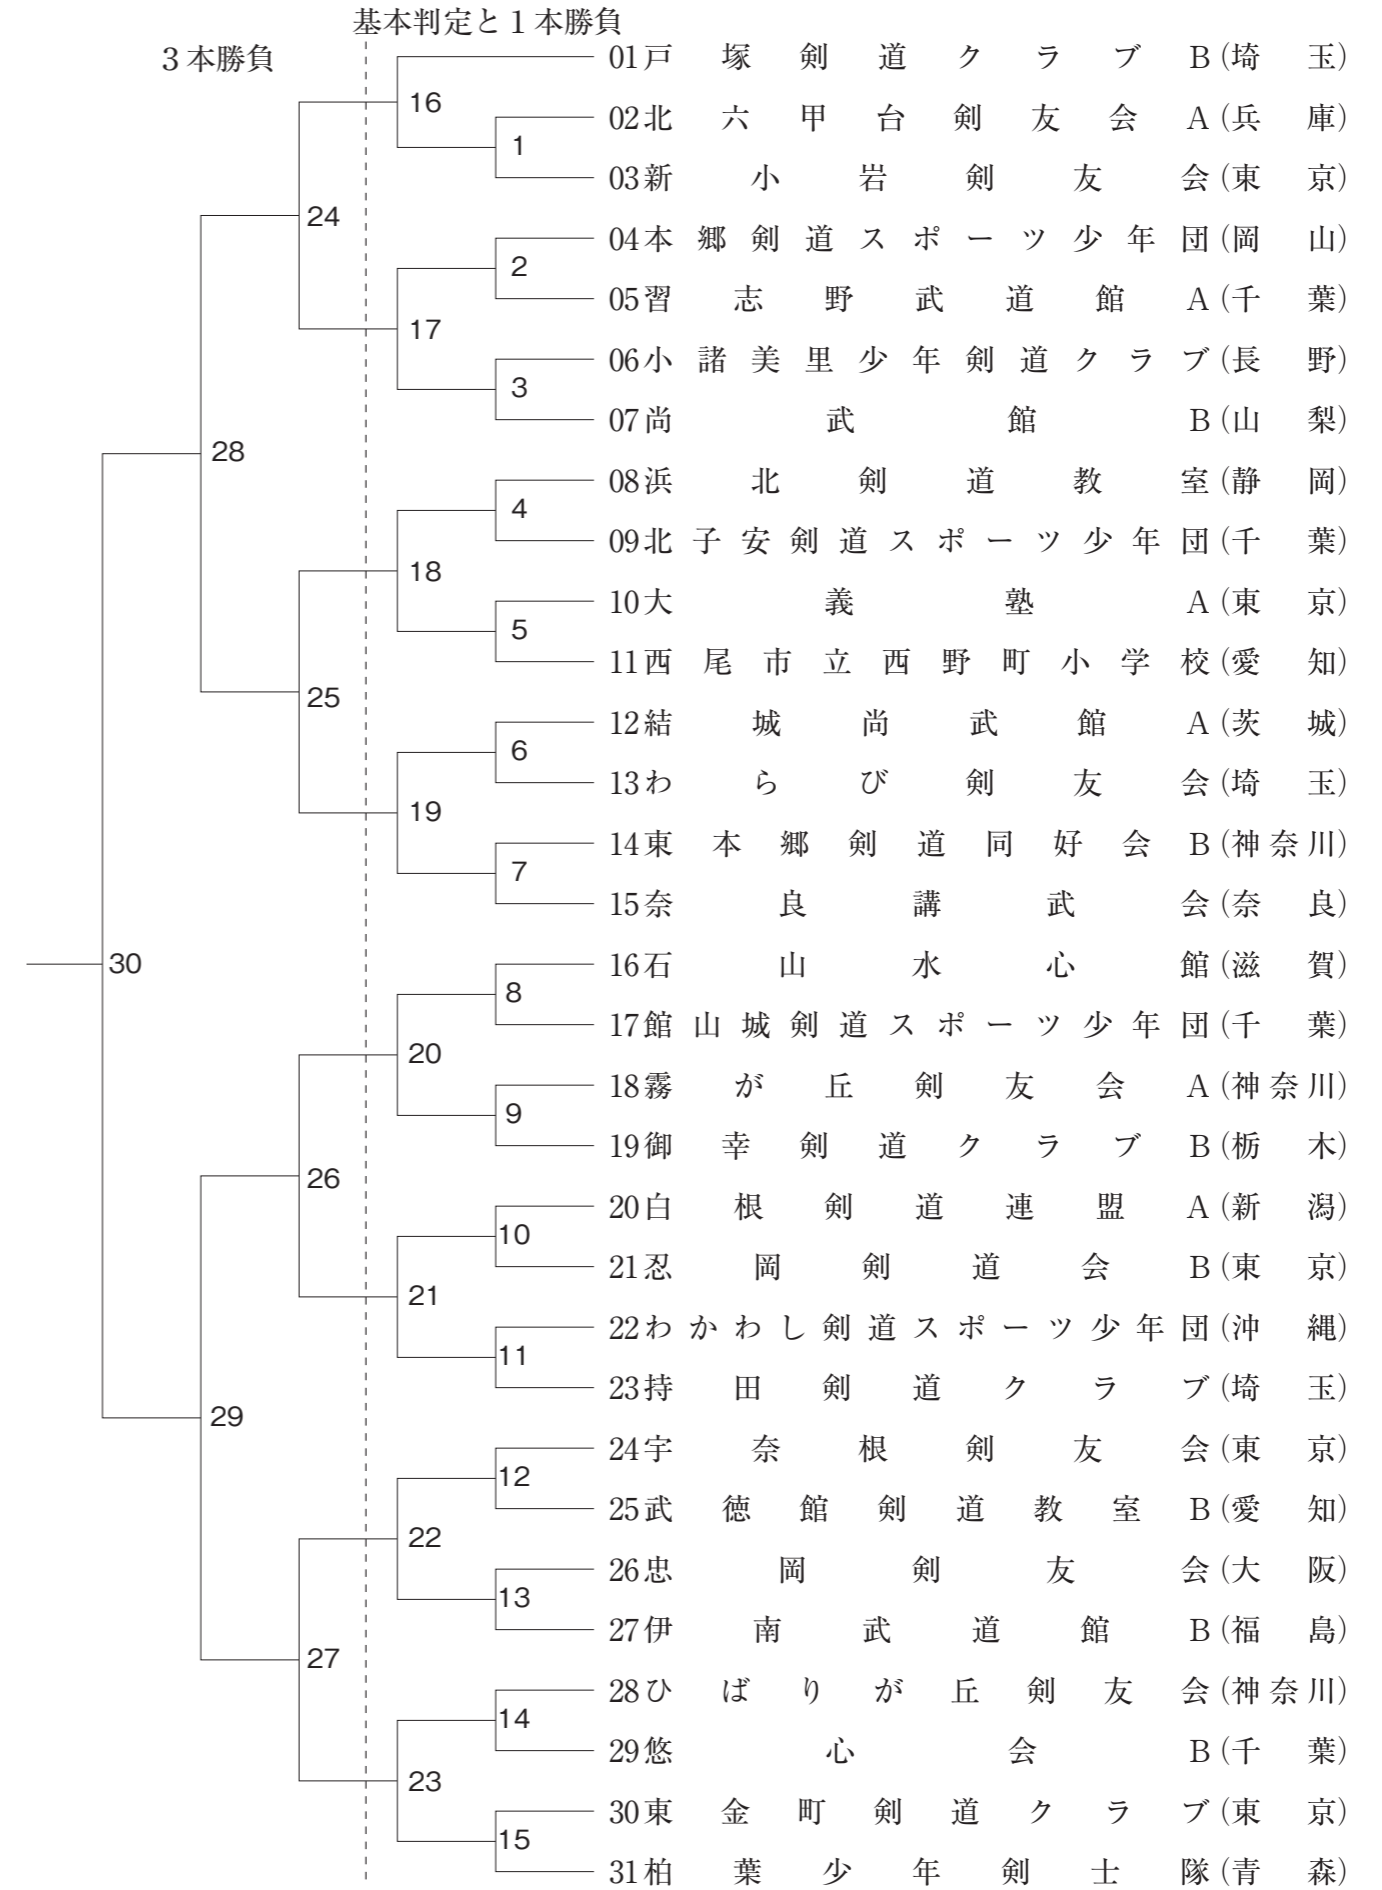 基本判定と１本勝負
３本勝負
01戸塚剣道クラブB(埼玉)
16
02北六甲台剣友会A(兵庫)
1
03新小岩剣友会(東京)
24
04本郷剣道スポーツ少年団(岡山)
2
05習志野武道館A(千葉)
17
06小諸美里少年剣道クラブ(長野)
3
07尚武館B(山梨)
28
08浜北剣道教室(静岡)
4
09北子安剣道スポーツ少年団(千葉)
18
10大義塾A(東京)
5
11西尾市立西野町小学校(愛知)
25
12結城尚武館A(茨城)
6
13わらび剣友会(埼玉)
19
14東本郷剣道同好会B(神奈川)
7
15奈良講武会(奈良)
30
16石山水心館(滋賀)
8
17館山城剣道スポーツ少年団(千葉)
20
18霧が丘剣友会A(神奈川)
9
19御幸剣道クラブB(栃木)
26
20白根剣道連盟A(新潟)
10
21忍岡剣道会B(東京)
21
22わかわし剣道スポーツ少年団(沖縄)
11
23持田剣道クラブ(埼玉)
29
24宇奈根剣友会(東京)
12
25武徳館剣道教室B(愛知)
22
26忠岡剣友会(大阪)
13
27伊南武道館B(福島)
27
28ひばりが丘剣友会(神奈川)
14
29悠心会B(千葉)
23
30東金町剣道クラブ(東京)
15
31柏葉少年剣士隊(青森)